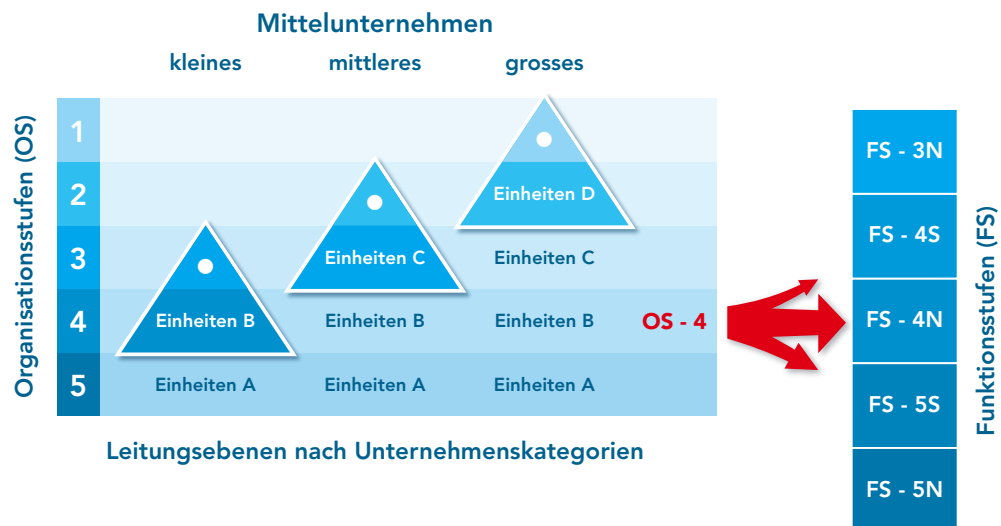 Mittelunternehmen
kleines mittleres grosses
Organisationsstufen (OS)
1
2 Einheiten D
3 Einheiten C Einheiten C
4 Einheiten B Einheiten B Einheiten B OS - 4
5 Einheiten A Einheiten A Einheiten A
Leitungsebenen nach Unternehmenskategorien
FS - 3N
FS - 4S
FS - 4N
FS - 5S
FS - 5N
Funktionsstufen (FS)